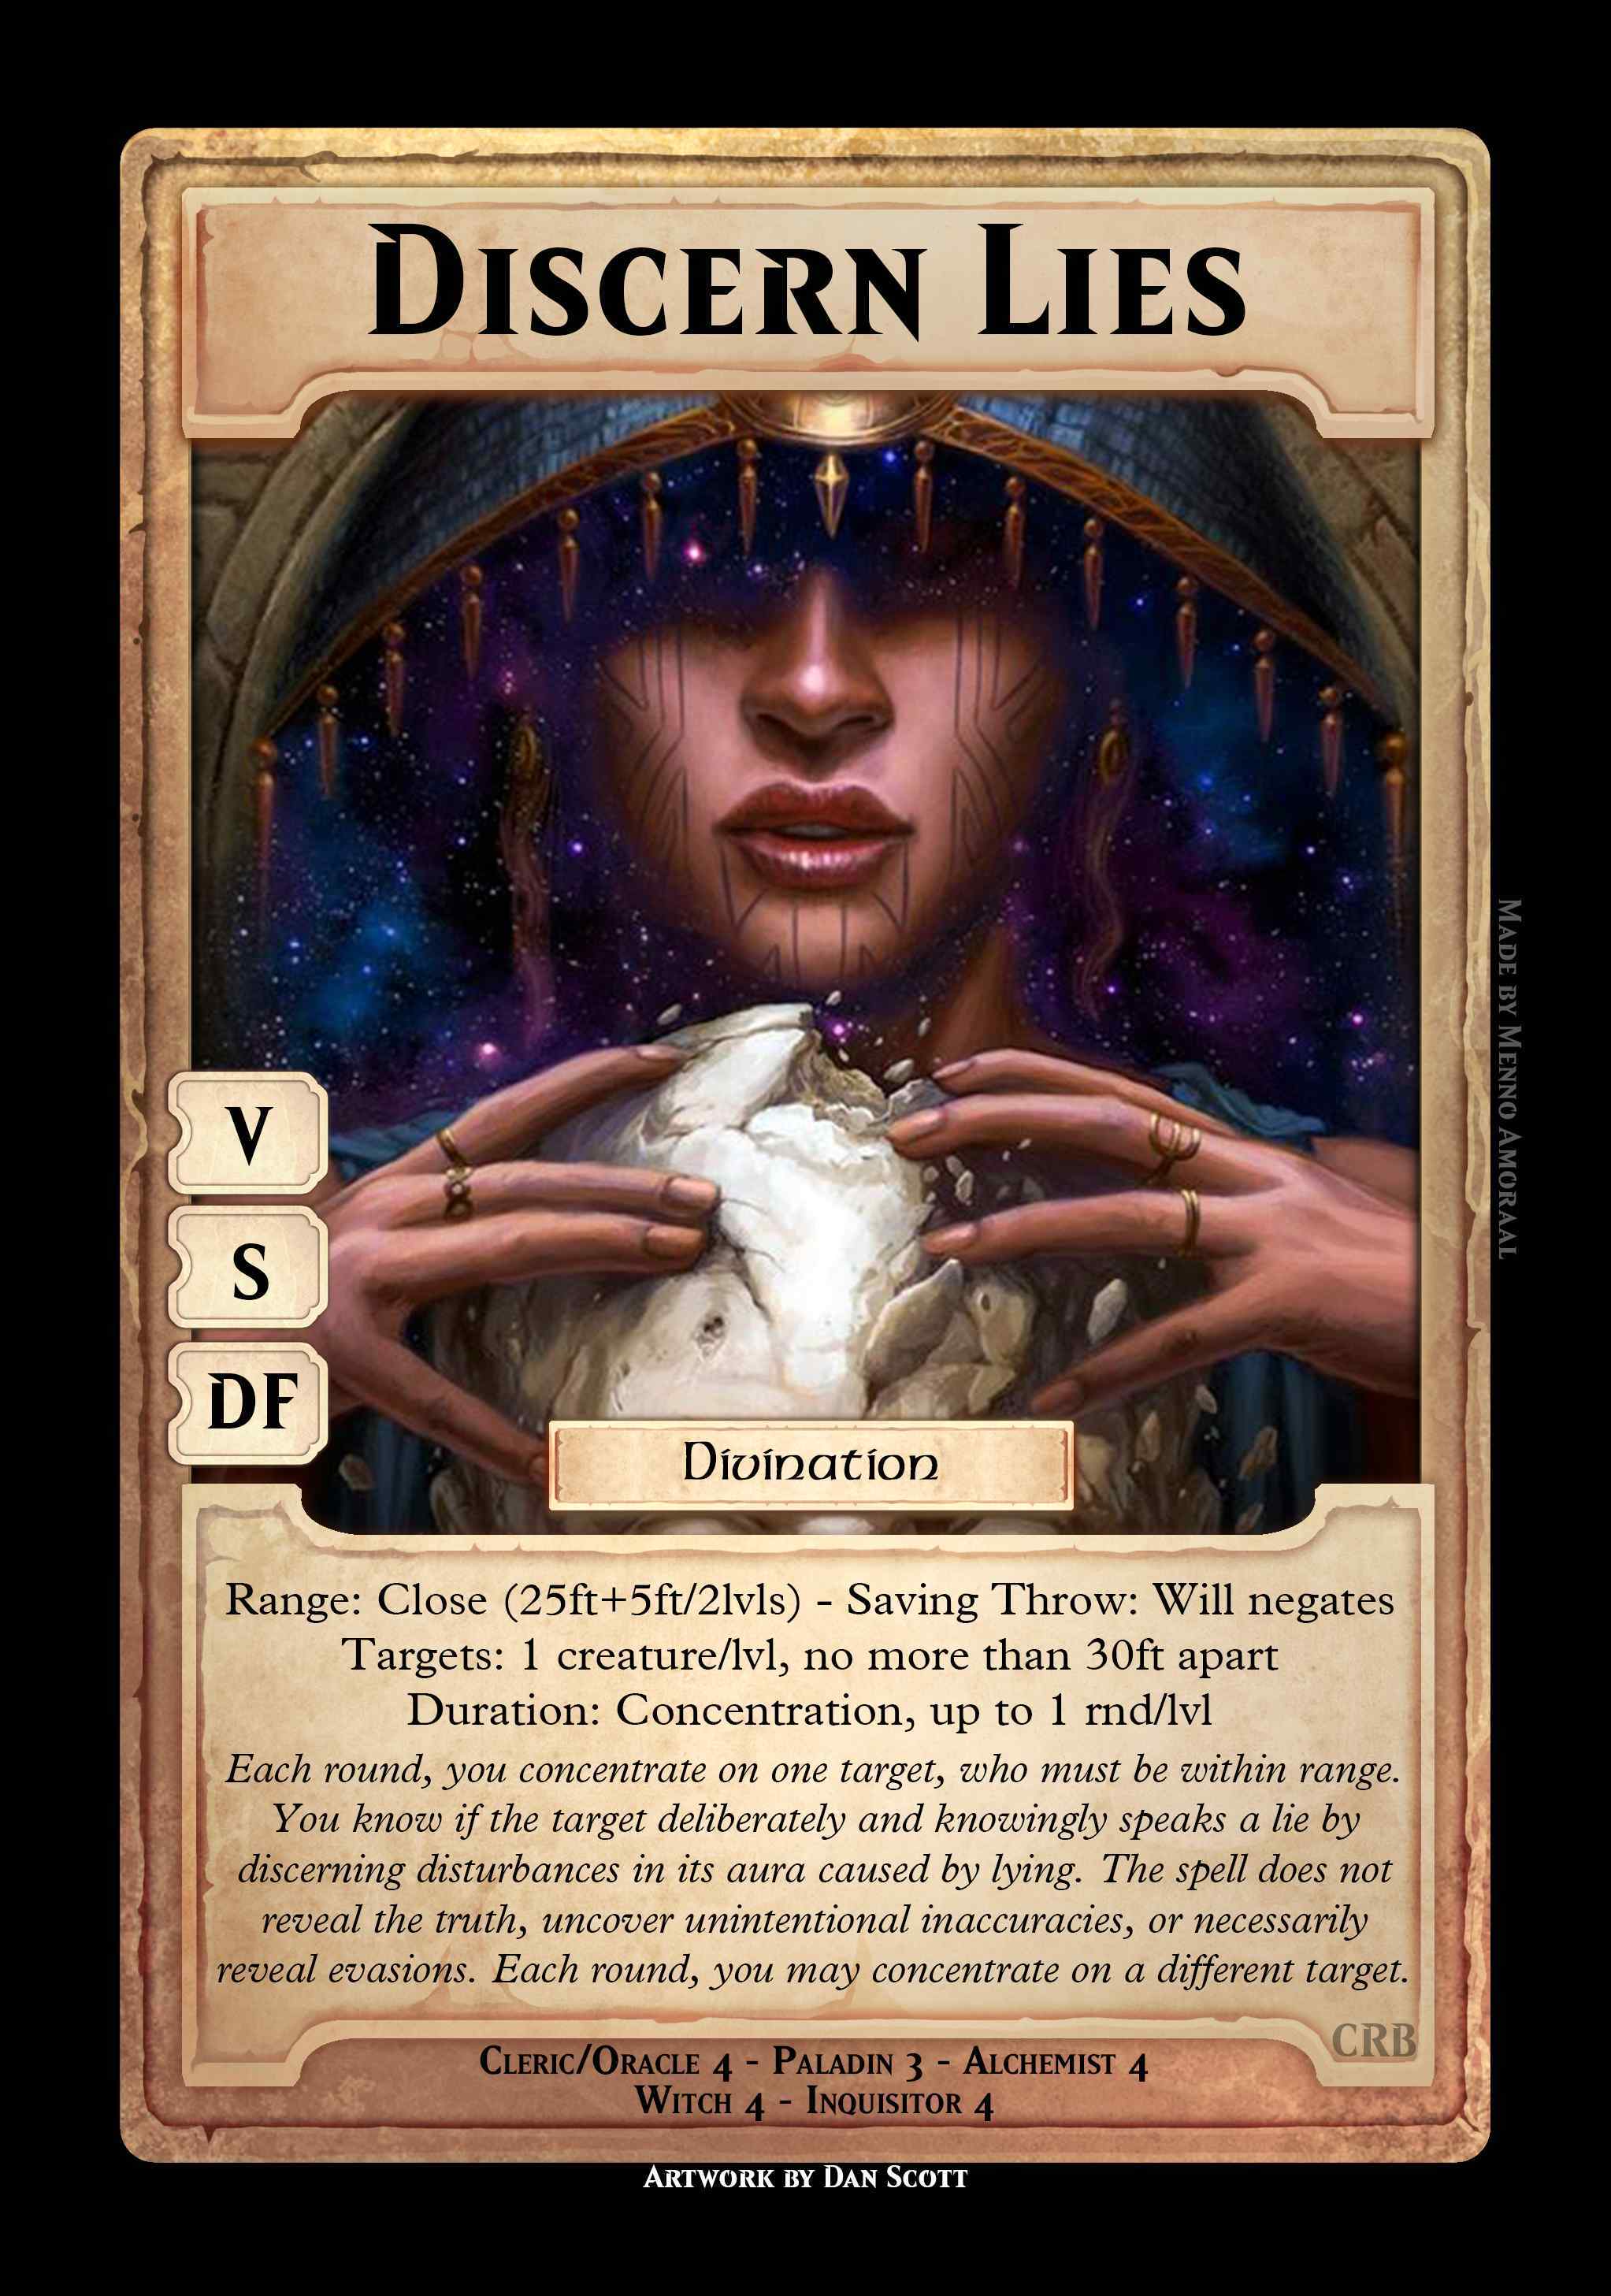 Discern Lies
V
S
DF
Divination
Range: Close (25ft+5ft/2lvls) - Saving Throw: Will negates
Targets: 1 creature/lvl, no more than 30ft apart
Duration: Concentration, up to 1 rnd/lvl
Each round, you concentrate on one target, who must be within range.
You know if the target deliberately and knowingly speaks a lie by
discerning disturbances in its aura caused by lying. The spell does not
reveal the truth, uncover unintentional inaccuracies, or necessarily
reveal evasions. Each round, you may concentrate on a different target.
CRB
Cleric/Oracle 4 - Paladin 3 - Alchemist 4
Witch 4 - Inquisitor 4
Artwork by Dan Scott
Made by Menno Amoraal